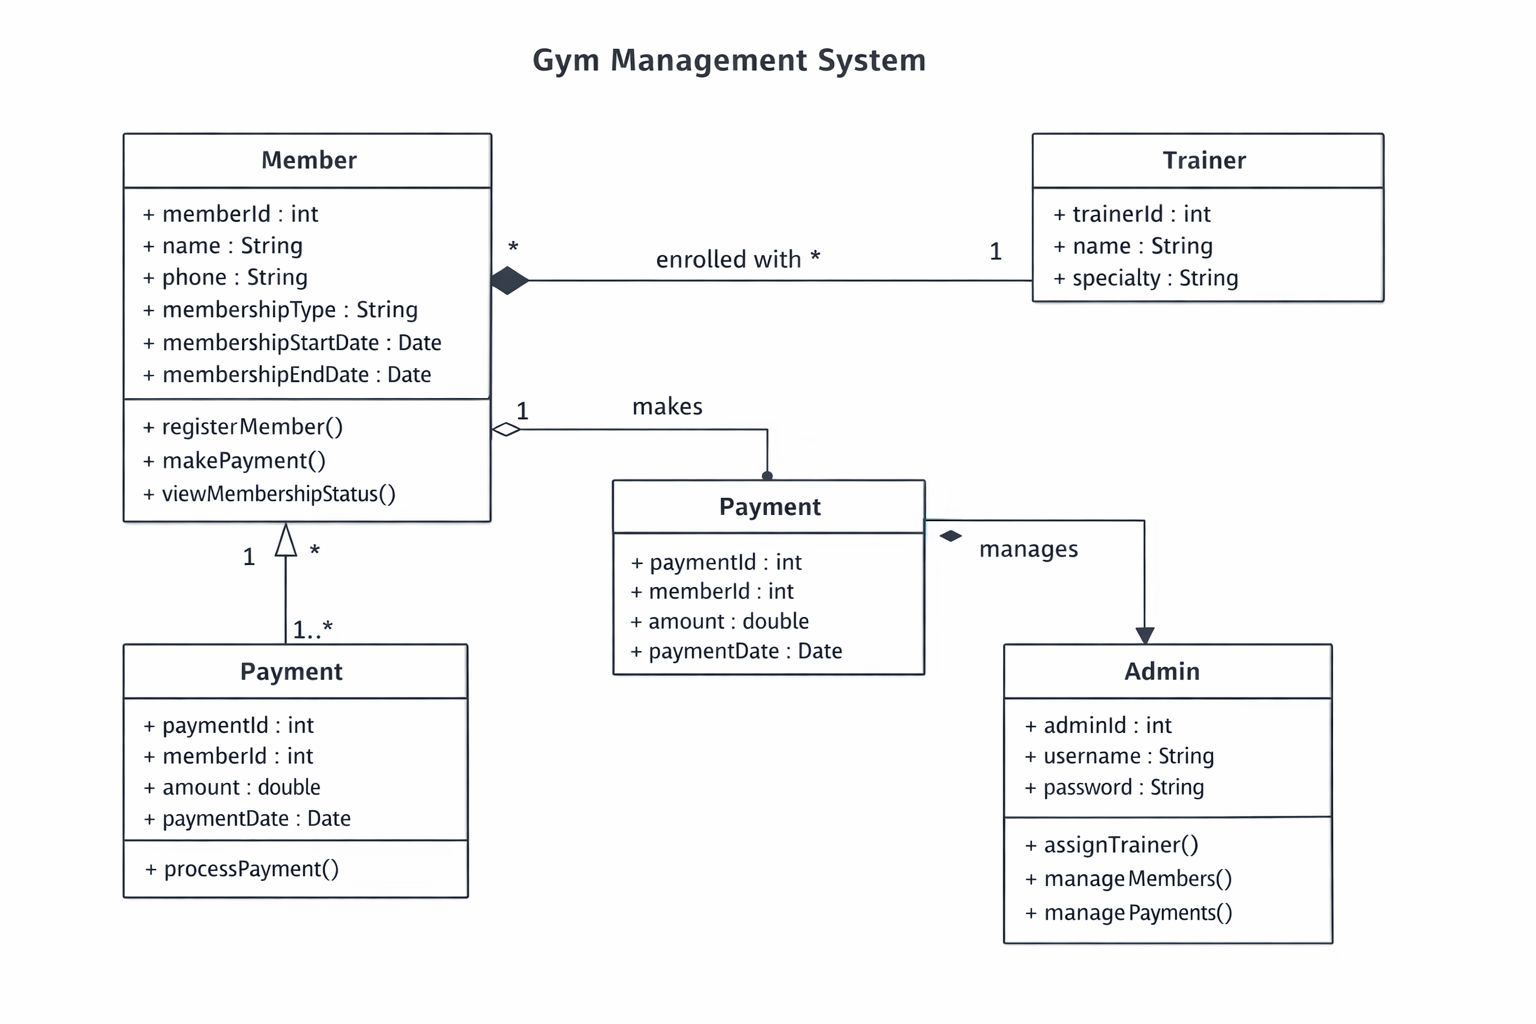 Gym Management System
Member
+ memberId : int
+ name : String
+ phone : String
+ membershipType : String
+ membershipStartDate : Date
+ membershipEndDate : Date
+ registerMember()
+ makePayment()
+ viewMembershipStatus()
*
enrolled with *
1
Trainer
+ trainerId : int
+ name : String
+ specialty : String
1
makes
Payment
+ paymentId : int
+ memberId : int
+ amount : double
+ paymentDate : Date
manages
1
*
1..*
Payment
+ paymentId : int
+ memberId : int
+ amount : double
+ paymentDate : Date
+ processPayment()
Admin
+ adminId : int
+ username : String
+ password : String
+ assignTrainer()
+ manageMembers()
+ managePayments()